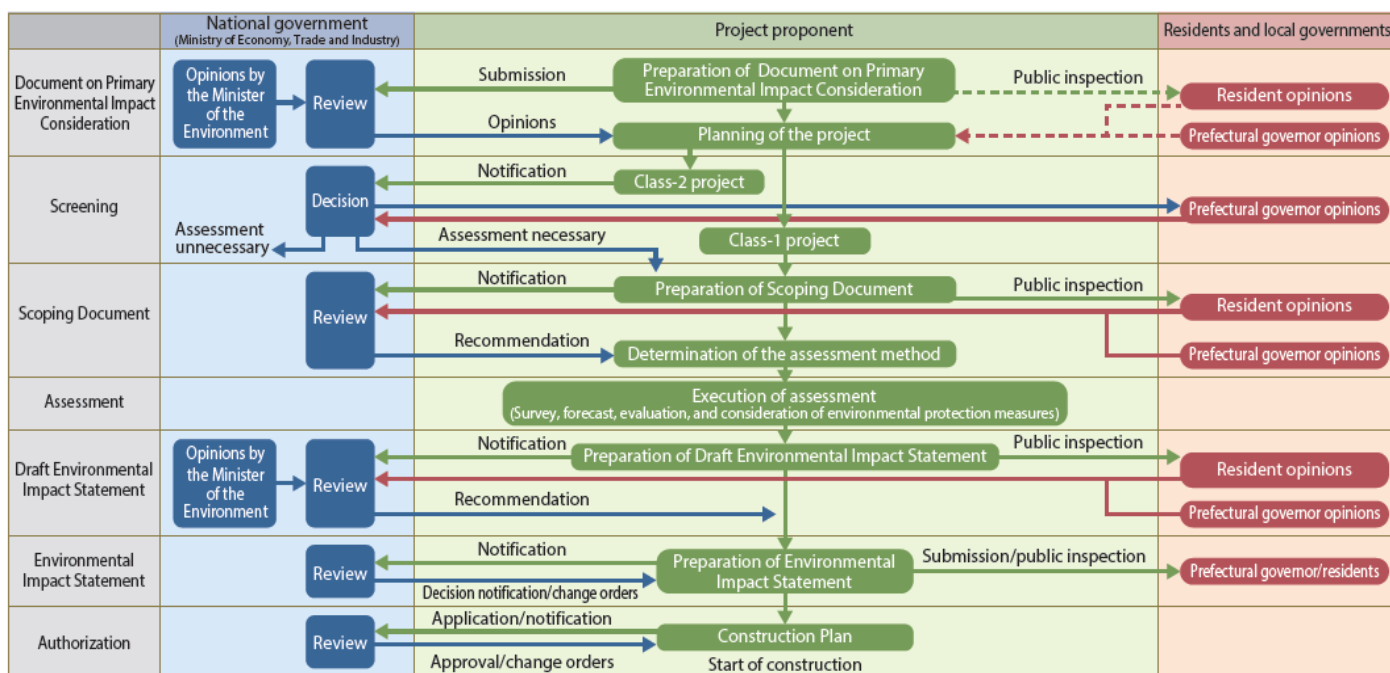 National government
(Ministry of Economy, Trade and Industry)
Project proponent
Residents and local governments
Document on Primary
Environmental Impact
Consideration
Opinions by
the Minister
of the
Environment
Review
Submission
Opinions
Preparation of Document on Primary
Environmental Impact Consideration
Planning of the project
Public inspection
Resident opinions
Prefectural governor opinions
Screening
Decision
Assessment
unnecessary
Notification
Assessment necessary
Class-2 project
Class-1 project
Prefectural governor opinions
Scoping Document
Review
Notification
Recommendation
Preparation of Scoping Document
Determination of the assessment method
Public inspection
Resident opinions
Prefectural governor opinions
Assessment
Execution of assessment
(Survey, forecast, evaluation, and consideration of environmental protection measures)
Draft Environmental
Impact Statement
Opinions by
the Minister
of the
Environment
Review
Notification
Recommendation
Preparation of Draft Environmental Impact Statement
Public inspection
Resident opinions
Prefectural governor opinions
Environmental
Impact Statement
Review
Notification
Decision notification/change orders
Preparation of Environmental
Impact Statement
Submission/public inspection
Prefectural governor/residents
Authorization
Review
Application/notification
Approval/change orders
Construction Plan
Start of construction